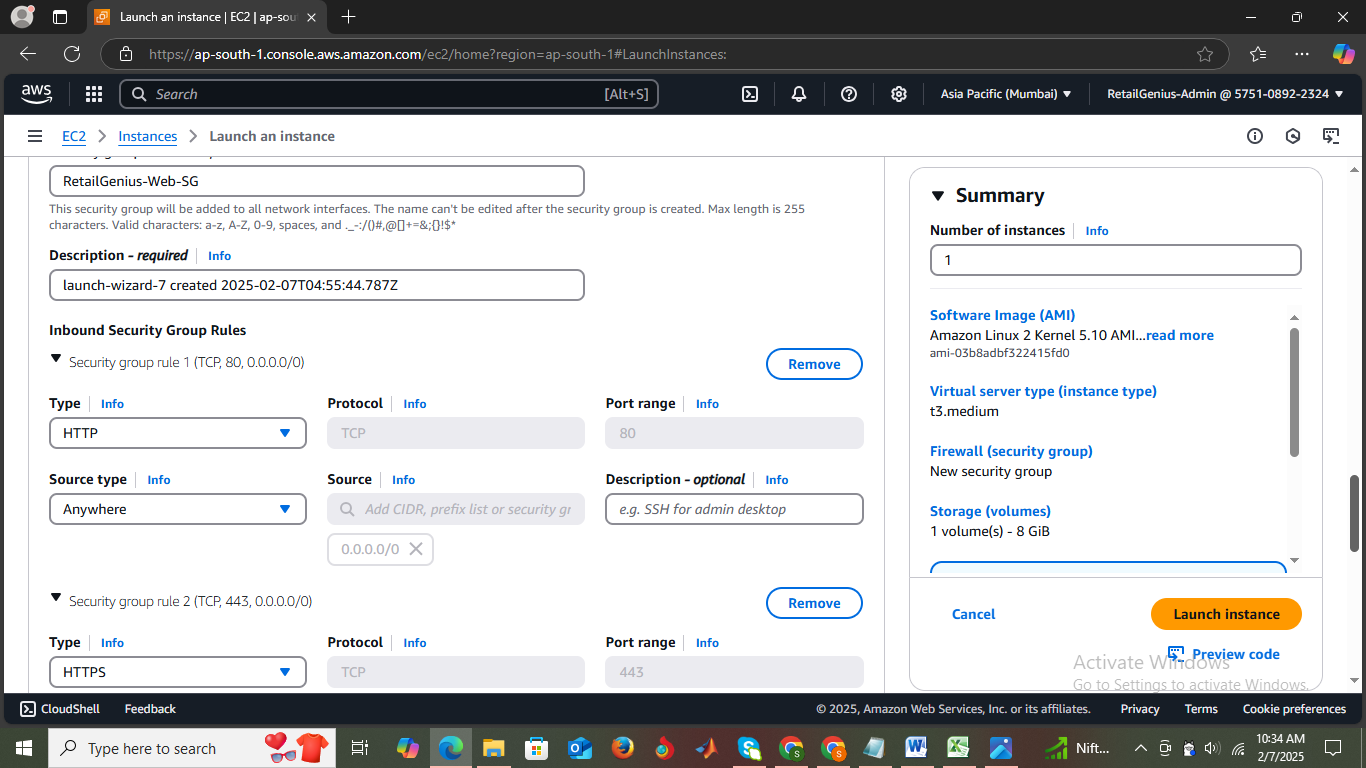 Launch an instance | EC2 | ap-sou
https://ap-south-1.console.aws.amazon.com/ec2/home?region=ap-south-1#LaunchInstances:
aws
Search
[Alt+S]
Asia Pacific (Mumbai)
RetailGenius-Admin @ 5751-0892-2324
EC2
Instances
Launch an instance
RetailGenius-Web-SG
This security group will be added to all network interfaces. The name can't be edited after the security group is created. Max length is 255
characters. Valid characters: a-z, A-Z, 0-9, spaces, and ._-:/()#,@[]+=&;{}!$*
Description - required Info
launch-wizard-7 created 2025-02-07T04:55:44.787Z
Inbound Security Group Rules
Security group rule 1 (TCP, 80, 0.0.0.0/0)
Remove
Type Info
Protocol Info
Port range Info
HTTP
TCP
80
Source type Info
Source Info
Description - optional Info
Anywhere
Add CIDR, prefix list or security gr
e.g. SSH for admin desktop
0.0.0.0/0
Security group rule 2 (TCP, 443, 0.0.0.0/0)
Remove
Type Info
Protocol Info
Port range Info
HTTPS
TCP
443
Summary
Number of instances Info
1
Software Image (AMI)
Amazon Linux 2 Kernel 5.10 AMI...read more
ami-03b8adbf322415fd0
Virtual server type (instance type)
t3.medium
Firewall (security group)
New security group
Storage (volumes)
1 volume(s) - 8 GiB
Cancel
Launch instance
Preview code
Activate Windows
Go to Settings to activate Windows.
CloudShell
Feedback
© 2025, Amazon Web Services, Inc. or its affiliates.
Privacy
Terms
Cookie preferences
Type here to search
Nift...
10:34 AM
2/7/2025